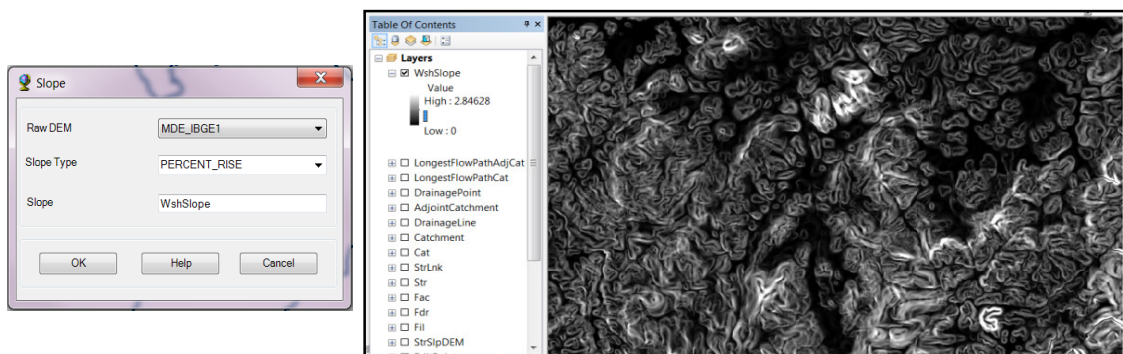 Slope
Raw DEM
MDE_IBGE1
Slope Type
PERCENT_RISE
Slope
WshSlope
OK
Help
Cancel
Table Of Contents
Layers
WshSlope
Value
High : 2.84628
Low : 0
LongestFlowPathAdjCat
LongestFlowPathCat
DrainagePoint
AdjointCatchment
DrainageLine
Catchment
Cat
StrLnk
Str
Fac
Fdr
Fil
StrSlpDEM